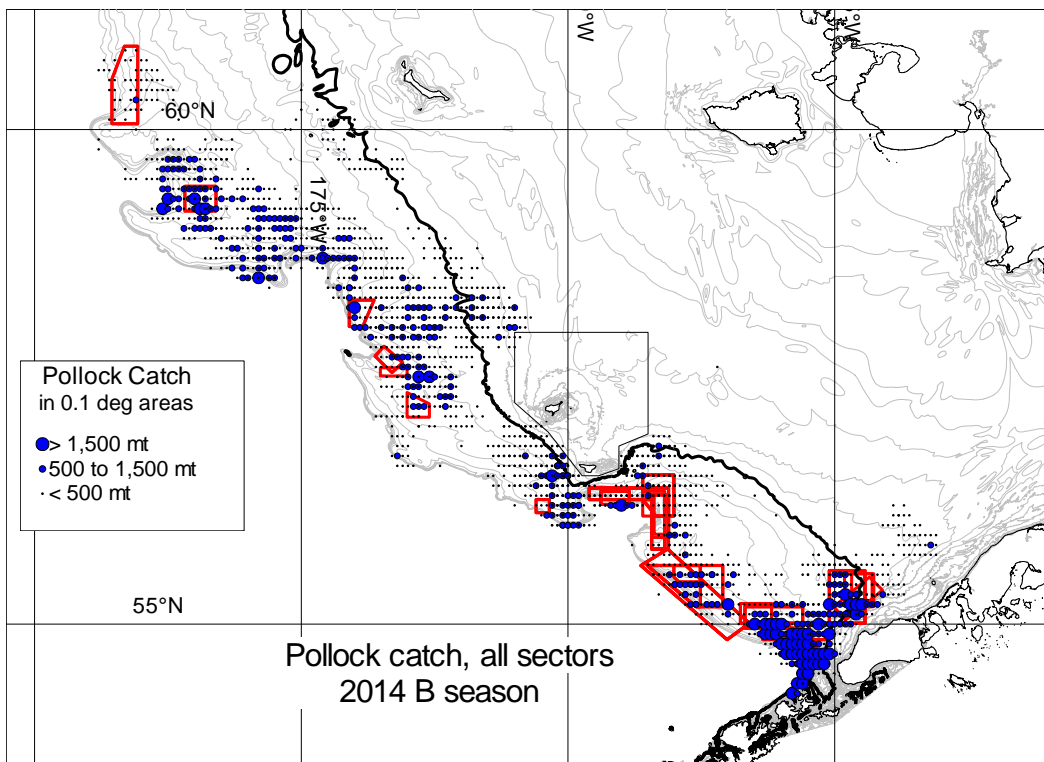 °W
°W
60°N
175°W
Pollock Catch
in 0.1 deg areas
> 1,500 mt
500 to 1,500 mt
< 500 mt
55°N
Pollock catch, all sectors
2014 B season